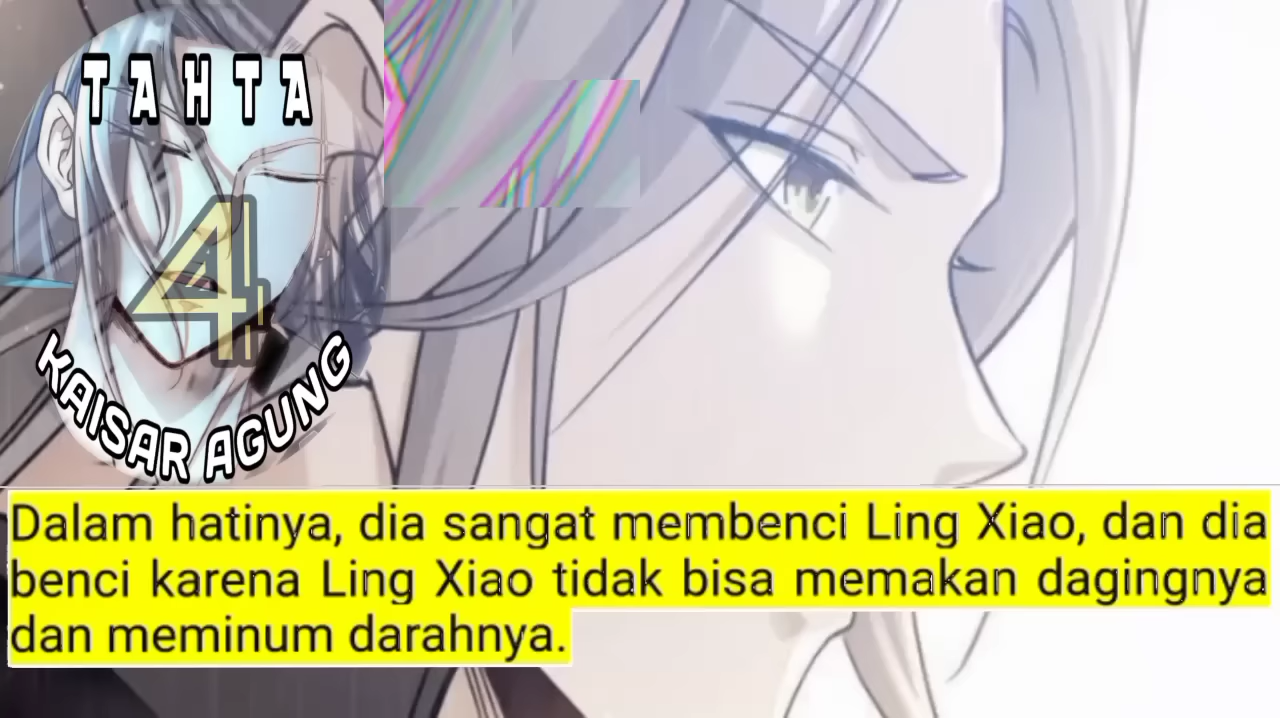 TAHTA
4
KAISAR AGUNG
Dalam hatinya, dia sangat membenci Ling Xiao, dan dia
benci karena Ling Xiao tidak bisa memakan dagingnya
dan meminum darahnya.